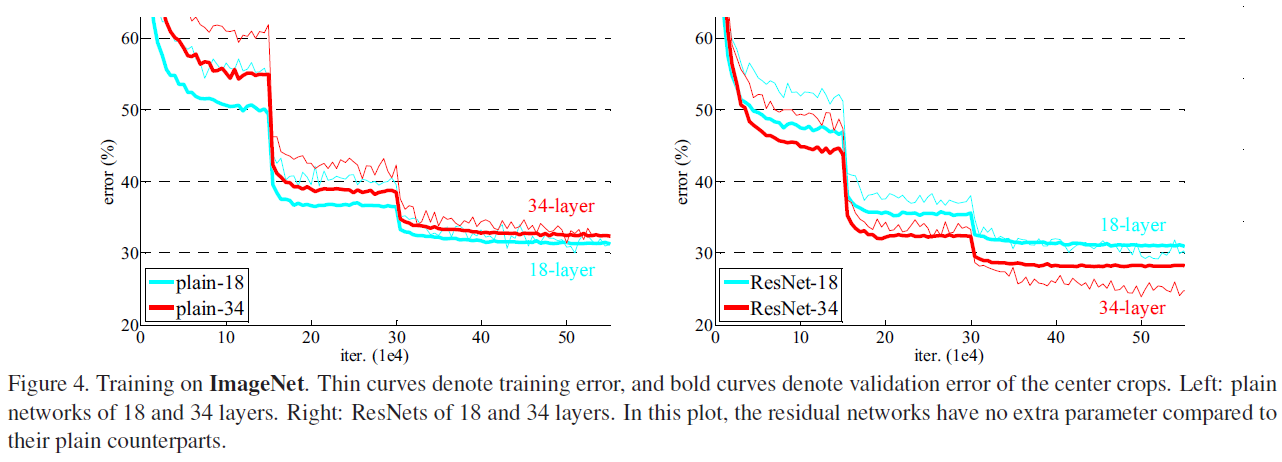 60
50
40
30
20
error (%)
34-layer
18-layer
plain-18
plain-34
0
10
20
30
40
50
iter. (1e4)
60
50
40
30
20
error (%)
18-layer
34-layer
ResNet-18
ResNet-34
0
10
20
30
40
50
iter. (1e4)
Figure 4. Training on ImageNet. Thin curves denote training error, and bold curves denote validation error of the center crops. Left: plain
networks of 18 and 34 layers. Right: ResNets of 18 and 34 layers. In this plot, the residual networks have no extra parameter compared to
their plain counterparts.